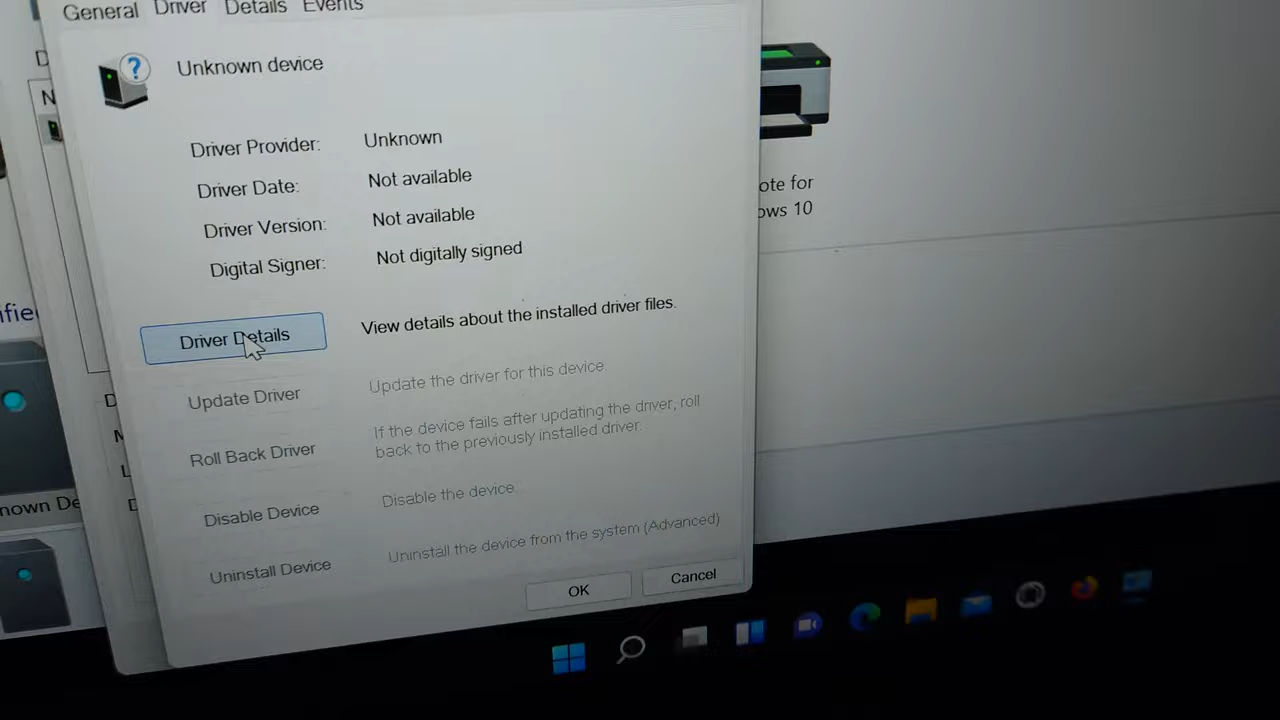 General Driver Details Events
Unknown device
Driver Provider: Unknown
Driver Date: Not available
Driver Version: Not available
Digital Signer: Not digitally signed
Driver Details View details about the installed driver files.
Update Driver Update the driver for this device.
Roll Back Driver If the device fails after updating the driver, roll
back to the previously installed driver.
Disable Device Disable the device.
Uninstall Device Uninstall the device from the system (Advanced)
OK Cancel
ote for
ows 10
nown De